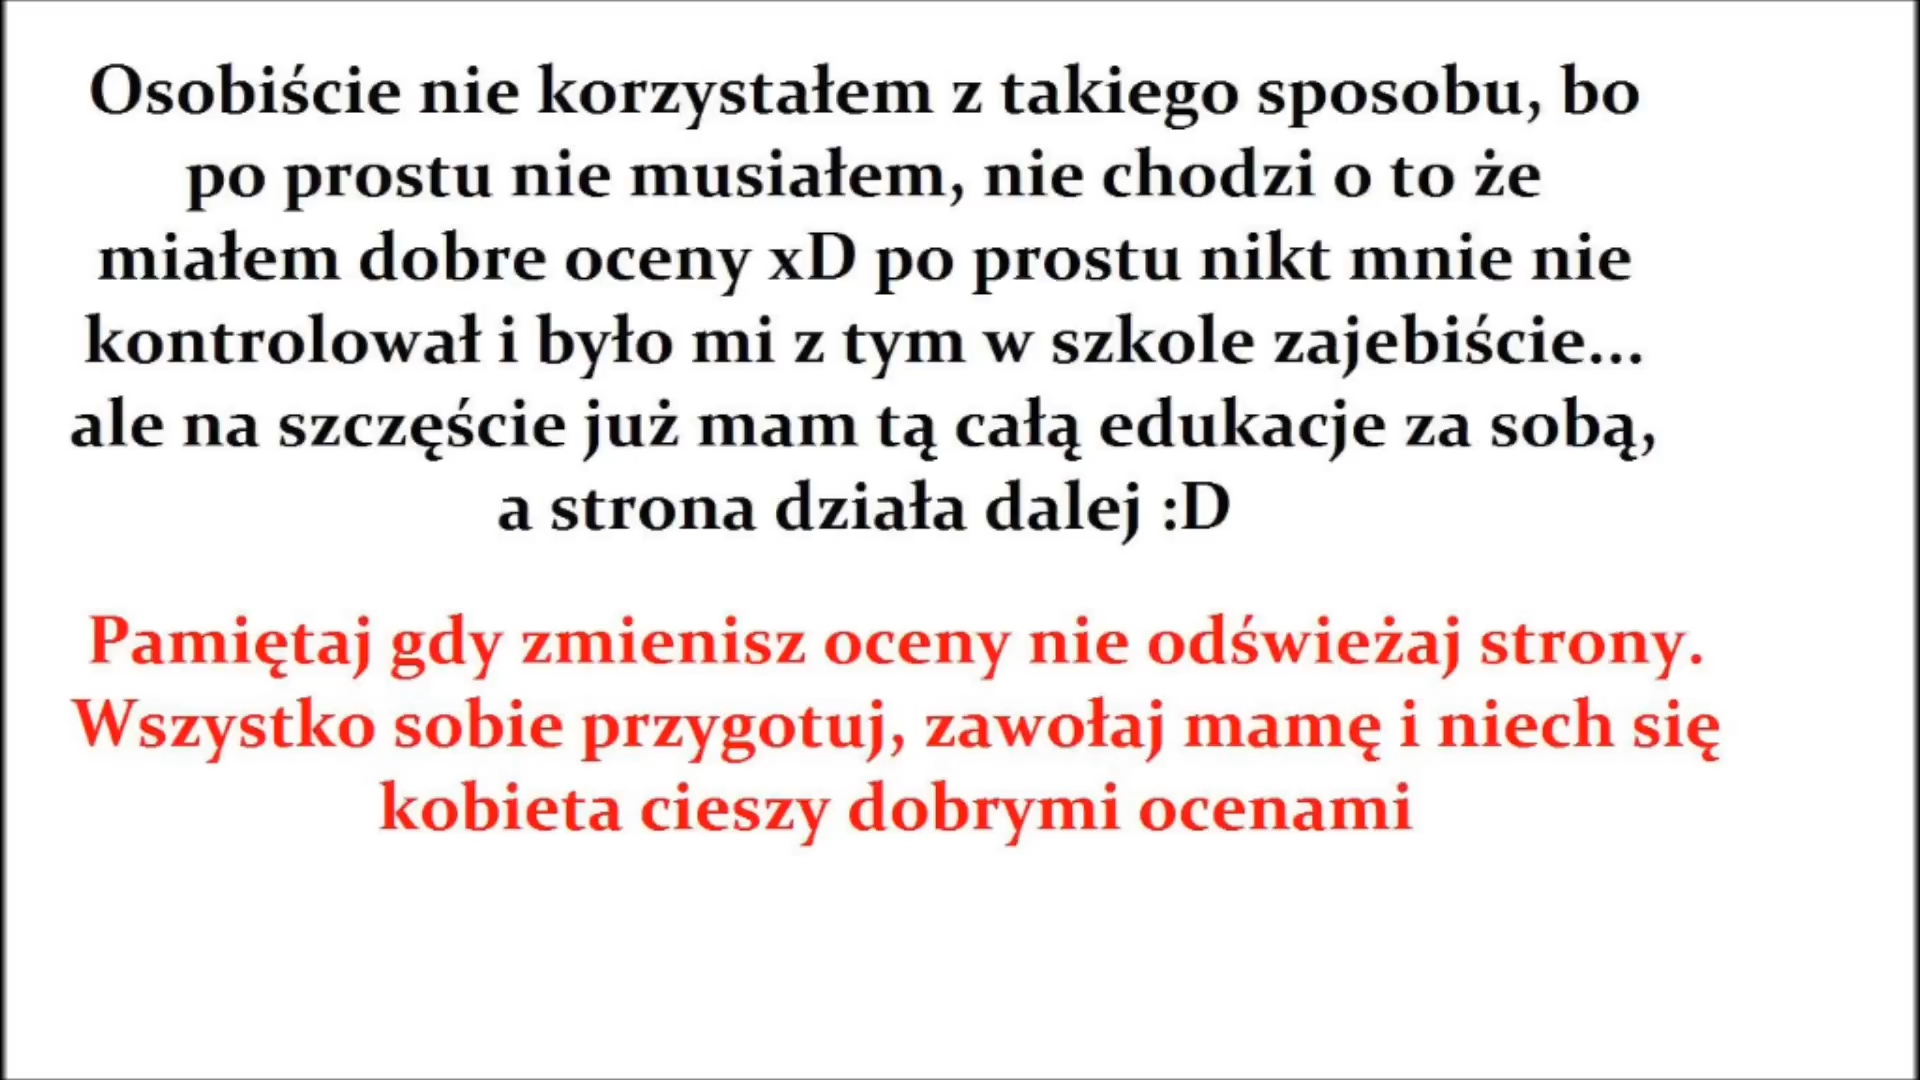 Osobiście nie korzystałem z takiego sposobu, bo
po prostu nie musiałem, nie chodzi o to że
miałem dobre oceny xD po prostu nikt mnie nie
kontrolował i było mi z tym w szkole zajebiście...
ale na szczęście już mam tą całą edukacje za sobą,
a strona działa dalej :D
Pamiętaj gdy zmienisz oceny nie odświeżaj strony.
Wszystko sobie przygotuj, zawołaj mamę i niech się
kobieta cieszy dobrymi ocenami